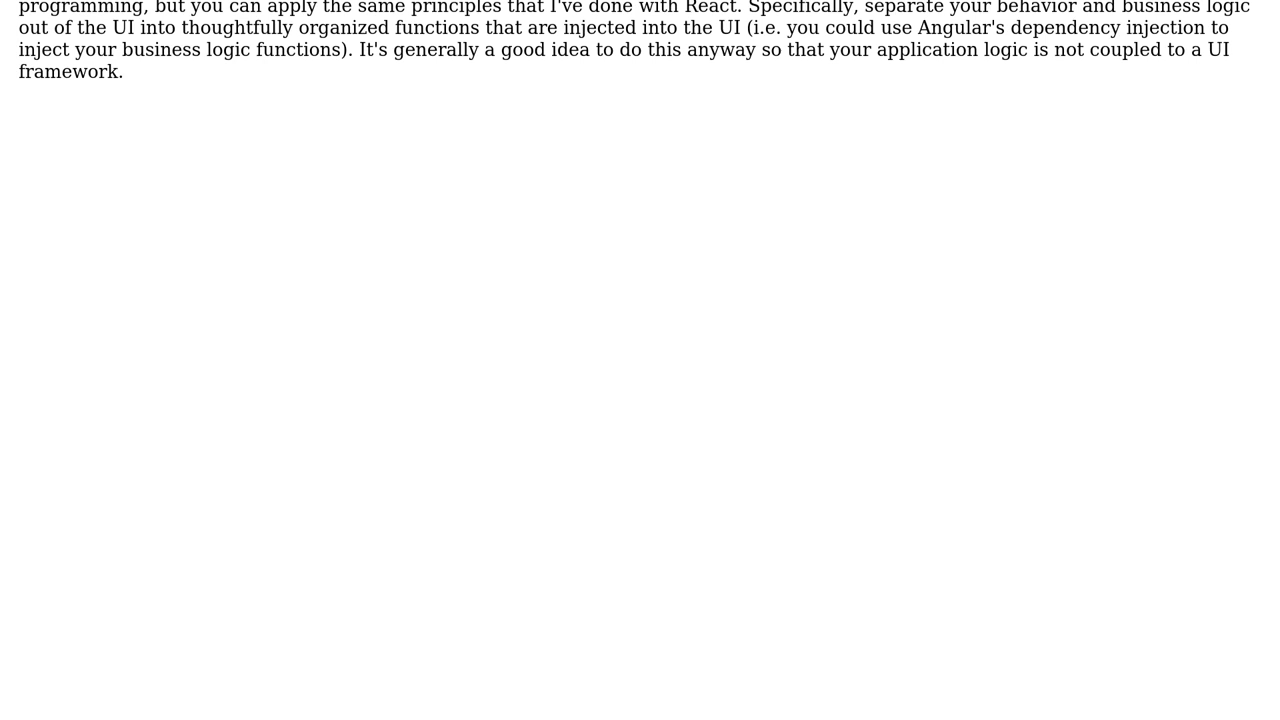 programming, but you can apply the same principles that I've done with React. Specifically, separate your behavior and business logic
out of the UI into thoughtfully organized functions that are injected into the UI (i.e. you could use Angular's dependency injection to
inject your business logic functions). It's generally a good idea to do this anyway so that your application logic is not coupled to a UI
framework.